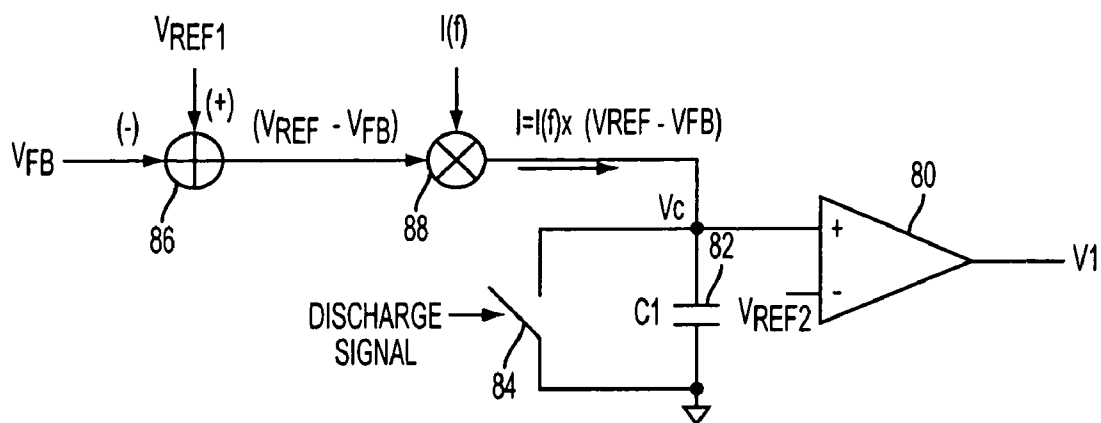 VREF1
I(f)
(-)
(+)
(VREF - VFB)
I=I(f)x (VREF - VFB)
VFB
86
88
Vc
82
80
+
-
V1
C1
VREF2
DISCHARGE
SIGNAL
84